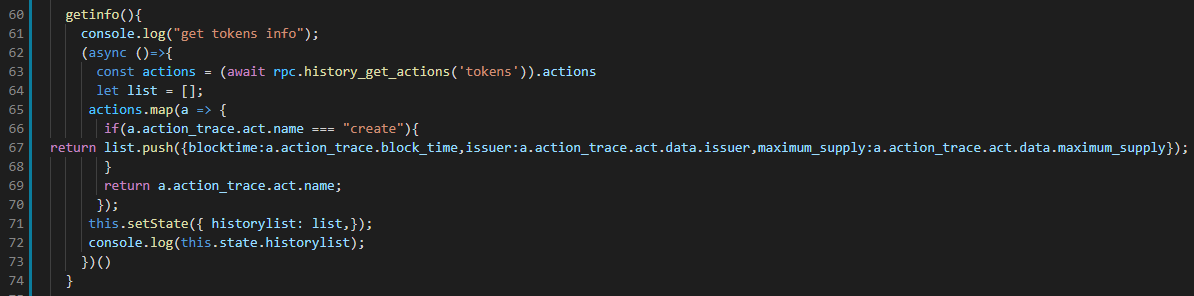 60 getinfo(){
61 console.log("get tokens info");
62 (async ()=>{
63 const actions = (await rpc.history_get_actions('tokens')).actions
64 let list = [];
65 actions.map(a => {
66 if(a.action_trace.act.name === "create"){
67 return list.push({blocktime:a.action_trace.block_time,issuer:a.action_trace.act.data.issuer,maximum_supply:a.action_trace.act.data.maximum_supply});
68 }
69 return a.action_trace.act.name;
70 });
71 this.setState({ historylist: list,});
72 console.log(this.state.historylist);
73 })()
74 }